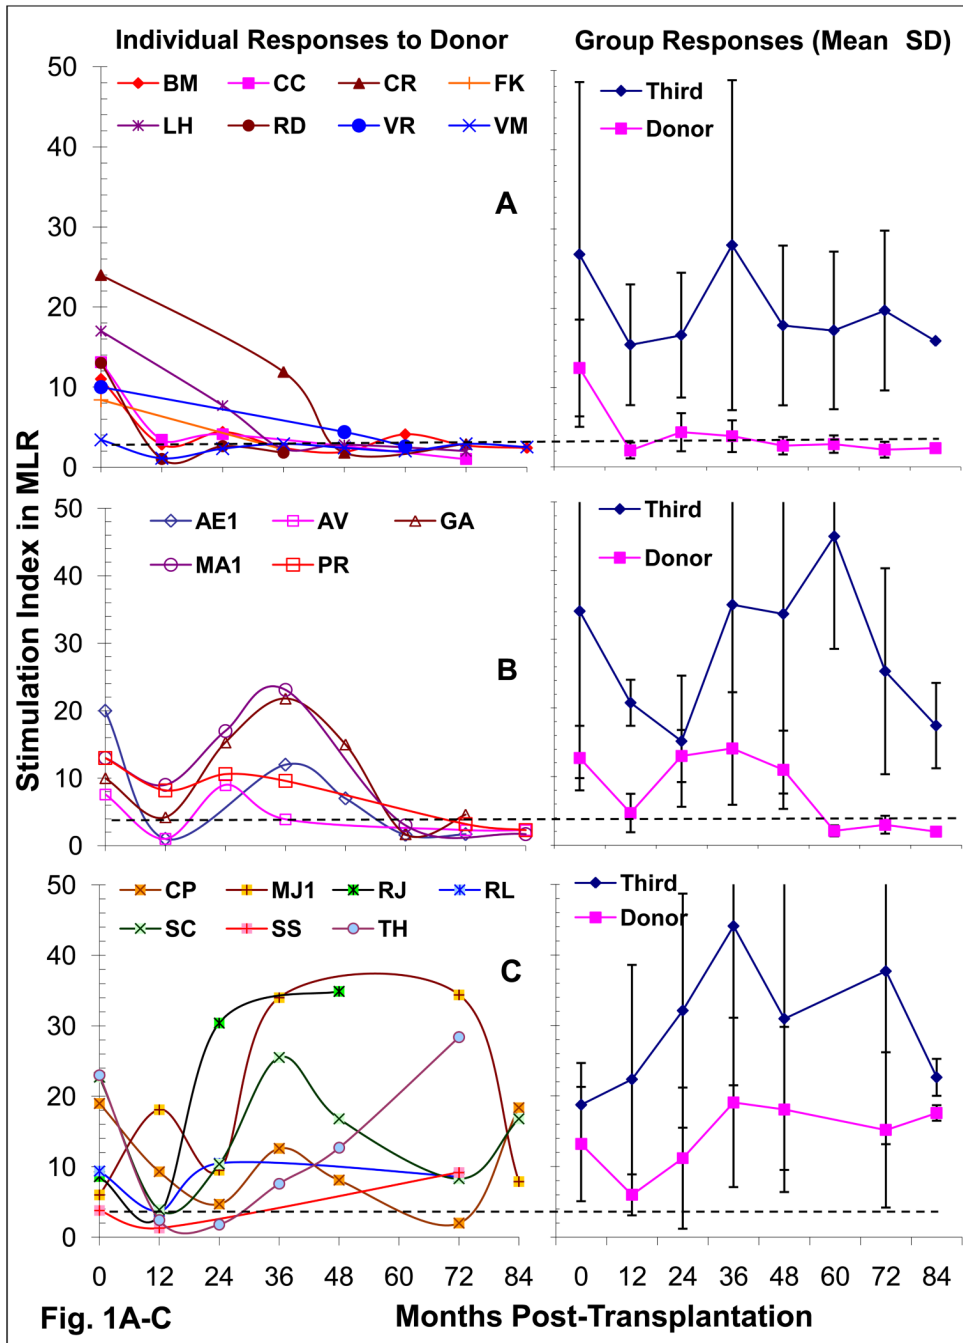 Individual Responses to Donor
Group Responses (Mean SD)
Stimulation Index in MLR
50
40
30
20
10
0
BM CC CR FK
LH RD VR VM
A
Third
Donor
50
40
30
20
10
0
AE1 AV GA
MA1 PR
B
Third
Donor
50
40
30
20
10
0
CP MJ1 RJ RL
SC SS TH
C
Third
Donor
0 12 24 36 48 72 84
0 12 24 36 48 60 72 84
Fig. 1A-C
Months Post-Transplantation